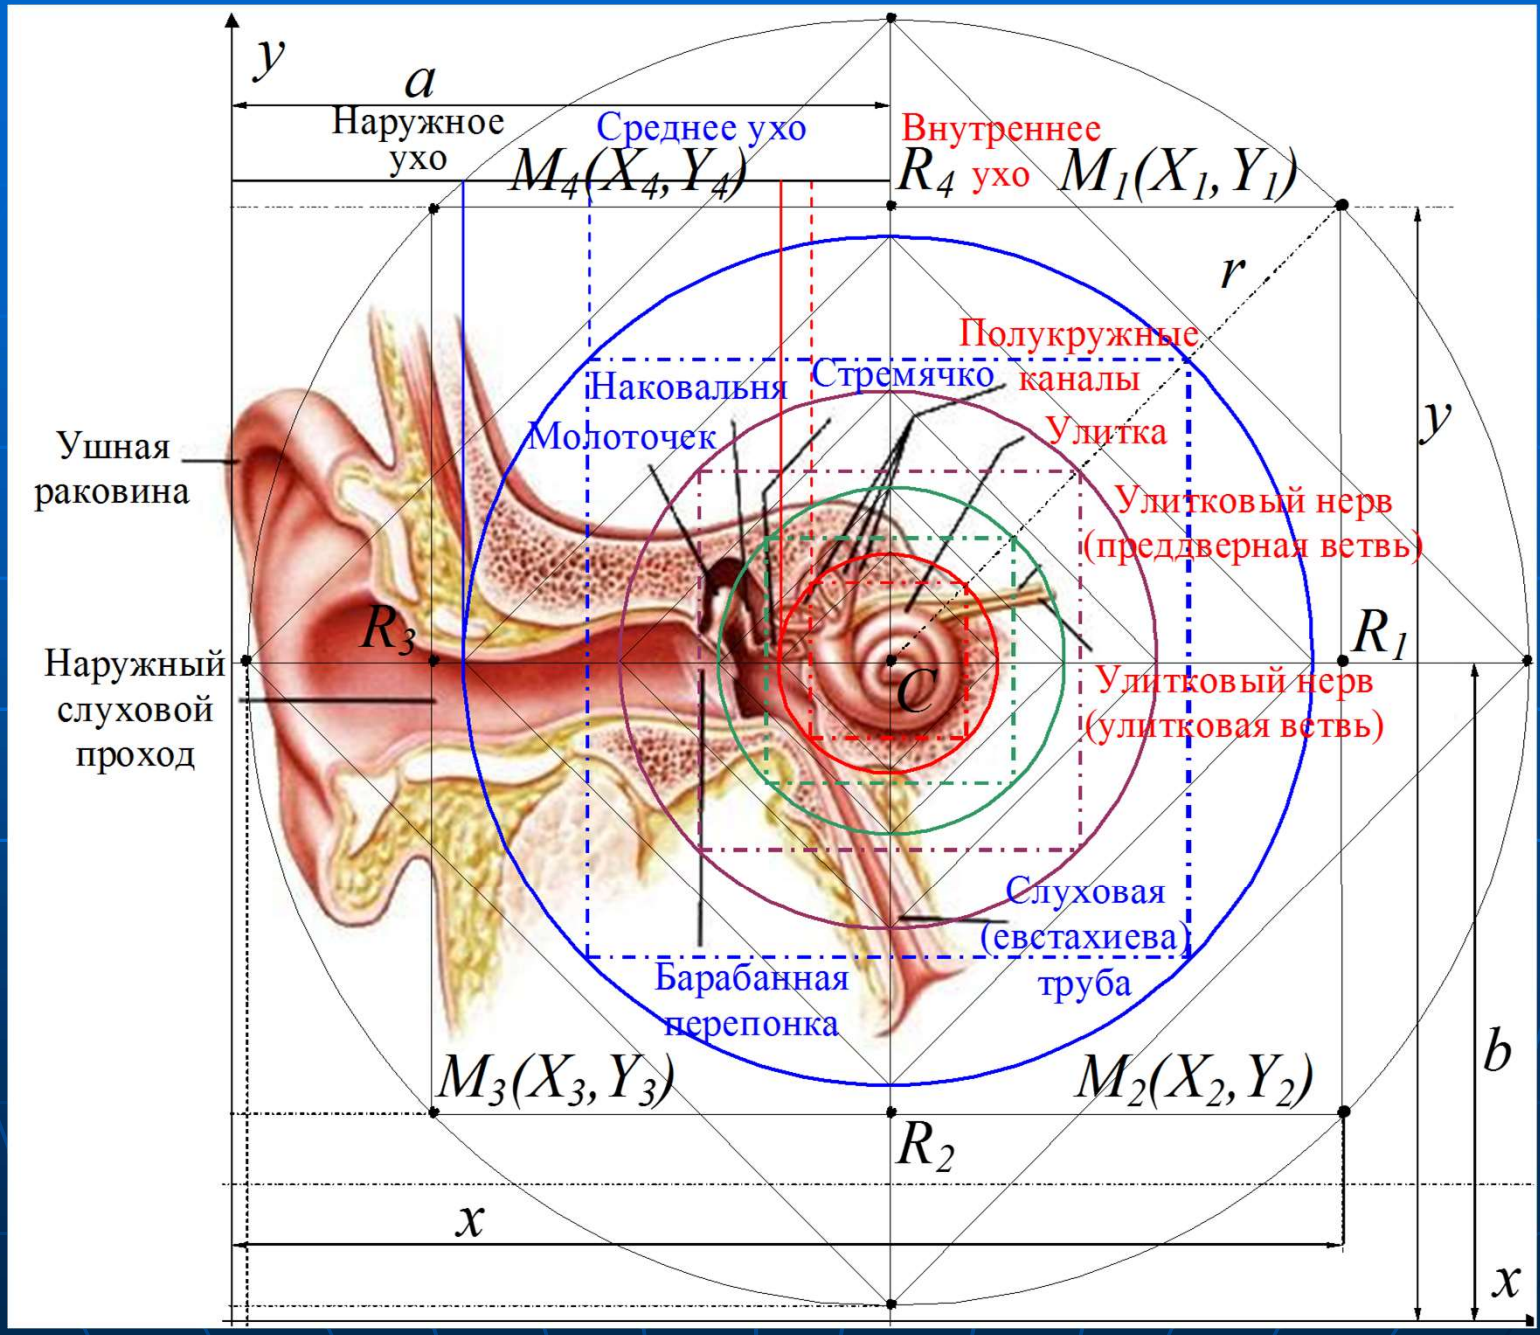 y
a
Наружное
ухо
Среднее ухо
Внутреннее
ухо
M4(X4,Y4)
R4
M1(X1,Y1)
r
Полукружные
каналы
Наковальня
Стремячко
Молоточек
Улитка
y
Ушная
раковина
Улитковый нерв
(преддверная ветвь)
R3
R1
Наружный
слуховой
проход
C
Улитковый нерв
(улитковая ветвь)
Слуховая
(евстахиева)
труба
Барабанная
перепонка
M3(X3,Y3)
M2(X2,Y2)
b
R2
x
x